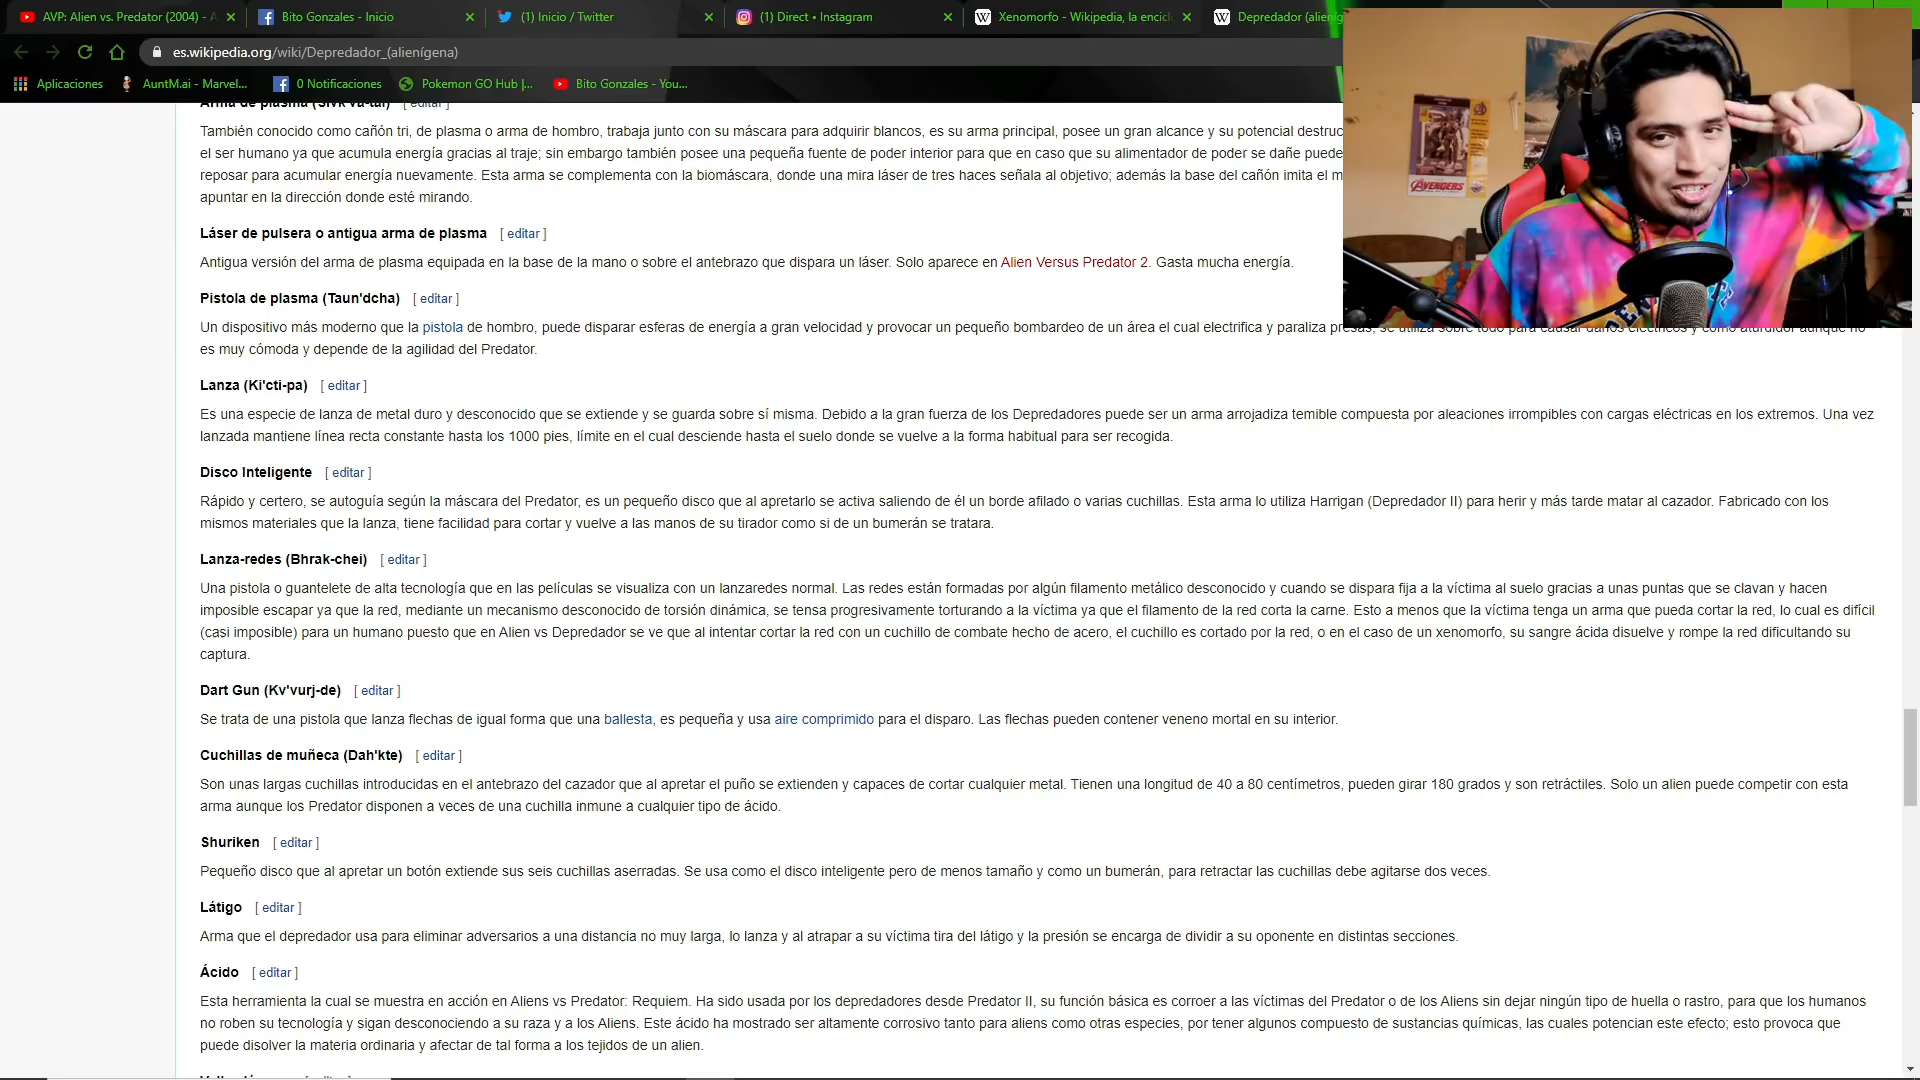 AVP: Alien vs. Predator (2004) - A
Bito Gonzales - Inicio
(1) Inicio / Twitter
(1) Direct • Instagram
Xenomorfo - Wikipedia, la encicl
Depredador (alieníg
es.wikipedia.org/wiki/Depredador_(alienígena)
Aplicaciones
AuntM.ai - Marvel...
0 Notificaciones
Pokemon GO Hub |...
Bito Gonzales - You...
AVENGERS
Arma de plasma (Sivk'va-tai) [ editar ]
También conocido como cañón tri, de plasma o arma de hombro, trabaja junto con su máscara para adquirir blancos, es su arma principal, posee un gran alcance y su potencial destruc
el ser humano ya que acumula energía gracias al traje; sin embargo también posee una pequeña fuente de poder interior para que en caso que su alimentador de poder se dañe puede
reposar para acumular energía nuevamente. Esta arma se complementa con la biomáscara, donde una mira láser de tres haces señala al objetivo; además la base del cañón imita el m
apuntar en la dirección donde esté mirando.
Láser de pulsera o antigua arma de plasma [ editar ]
Antigua versión del arma de plasma equipada en la base de la mano o sobre el antebrazo que dispara un láser. Solo aparece en Alien Versus Predator 2. Gasta mucha energía.
Pistola de plasma (Taun'dcha) [ editar ]
Un dispositivo más moderno que la pistola de hombro, puede disparar esferas de energía a gran velocidad y provocar un pequeño bombardeo de un área el cual electrifica y paraliza presas, se utiliza sobre todo para causar daños eléctricos y como aturdidor aunque no
es muy cómoda y depende de la agilidad del Predator.
Lanza (Ki'cti-pa) [ editar ]
Es una especie de lanza de metal duro y desconocido que se extiende y se guarda sobre sí misma. Debido a la gran fuerza de los Depredadores puede ser un arma arrojadiza temible compuesta por aleaciones irrompibles con cargas eléctricas en los extremos. Una vez
lanzada mantiene línea recta constante hasta los 1000 pies, límite en el cual desciende hasta el suelo donde se vuelve a la forma habitual para ser recogida.
Disco Inteligente [ editar ]
Rápido y certero, se autoguía según la máscara del Predator, es un pequeño disco que al apretarlo se activa saliendo de él un borde afilado o varias cuchillas. Esta arma lo utiliza Harrigan (Depredador II) para herir y más tarde matar al cazador. Fabricado con los
mismos materiales que la lanza, tiene facilidad para cortar y vuelve a las manos de su tirador como si de un bumerán se tratara.
Lanza-redes (Bhrak-chei) [ editar ]
Una pistola o guantelete de alta tecnología que en las películas se visualiza con un lanzaredes normal. Las redes están formadas por algún filamento metálico desconocido y cuando se dispara fija a la víctima al suelo gracias a unas puntas que se clavan y hacen
imposible escapar ya que la red, mediante un mecanismo desconocido de torsión dinámica, se tensa progresivamente torturando a la víctima ya que el filamento de la red corta la carne. Esto a menos que la víctima tenga un arma que pueda cortar la red, lo cual es difícil
(casi imposible) para un humano puesto que en Alien vs Depredador se ve que al intentar cortar la red con un cuchillo de combate hecho de acero, el cuchillo es cortado por la red, o en el caso de un xenomorfo, su sangre ácida disuelve y rompe la red dificultando su
captura.
Dart Gun (Kv'vurj-de) [ editar ]
Se trata de una pistola que lanza flechas de igual forma que una ballesta, es pequeña y usa aire comprimido para el disparo. Las flechas pueden contener veneno mortal en su interior.
Cuchillas de muñeca (Dah'kte) [ editar ]
Son unas largas cuchillas introducidas en el antebrazo del cazador que al apretar el puño se extienden y capaces de cortar cualquier metal. Tienen una longitud de 40 a 80 centímetros, pueden girar 180 grados y son retráctiles. Solo un alien puede competir con esta
arma aunque los Predator disponen a veces de una cuchilla inmune a cualquier tipo de ácido.
Shuriken [ editar ]
Pequeño disco que al apretar un botón extiende sus seis cuchillas aserradas. Se usa como el disco inteligente pero de menos tamaño y como un bumerán, para retractar las cuchillas debe agitarse dos veces.
Látigo [ editar ]
Arma que el depredador usa para eliminar adversarios a una distancia no muy larga, lo lanza y al atrapar a su víctima tira del látigo y la presión se encarga de dividir a su oponente en distintas secciones.
Ácido [ editar ]
Esta herramienta la cual se muestra en acción en Aliens vs Predator: Requiem. Ha sido usada por los depredadores desde Predator II, su función básica es corroer a las víctimas del Predator o de los Aliens sin dejar ningún tipo de huella o rastro, para que los humanos
no roben su tecnología y sigan desconociendo a su raza y a los Aliens. Este ácido ha mostrado ser altamente corrosivo tanto para aliens como otras especies, por tener algunos compuesto de sustancias químicas, las cuales potencian este efecto; esto provoca que
puede disolver la materia ordinaria y afectar de tal forma a los tejidos de un alien.